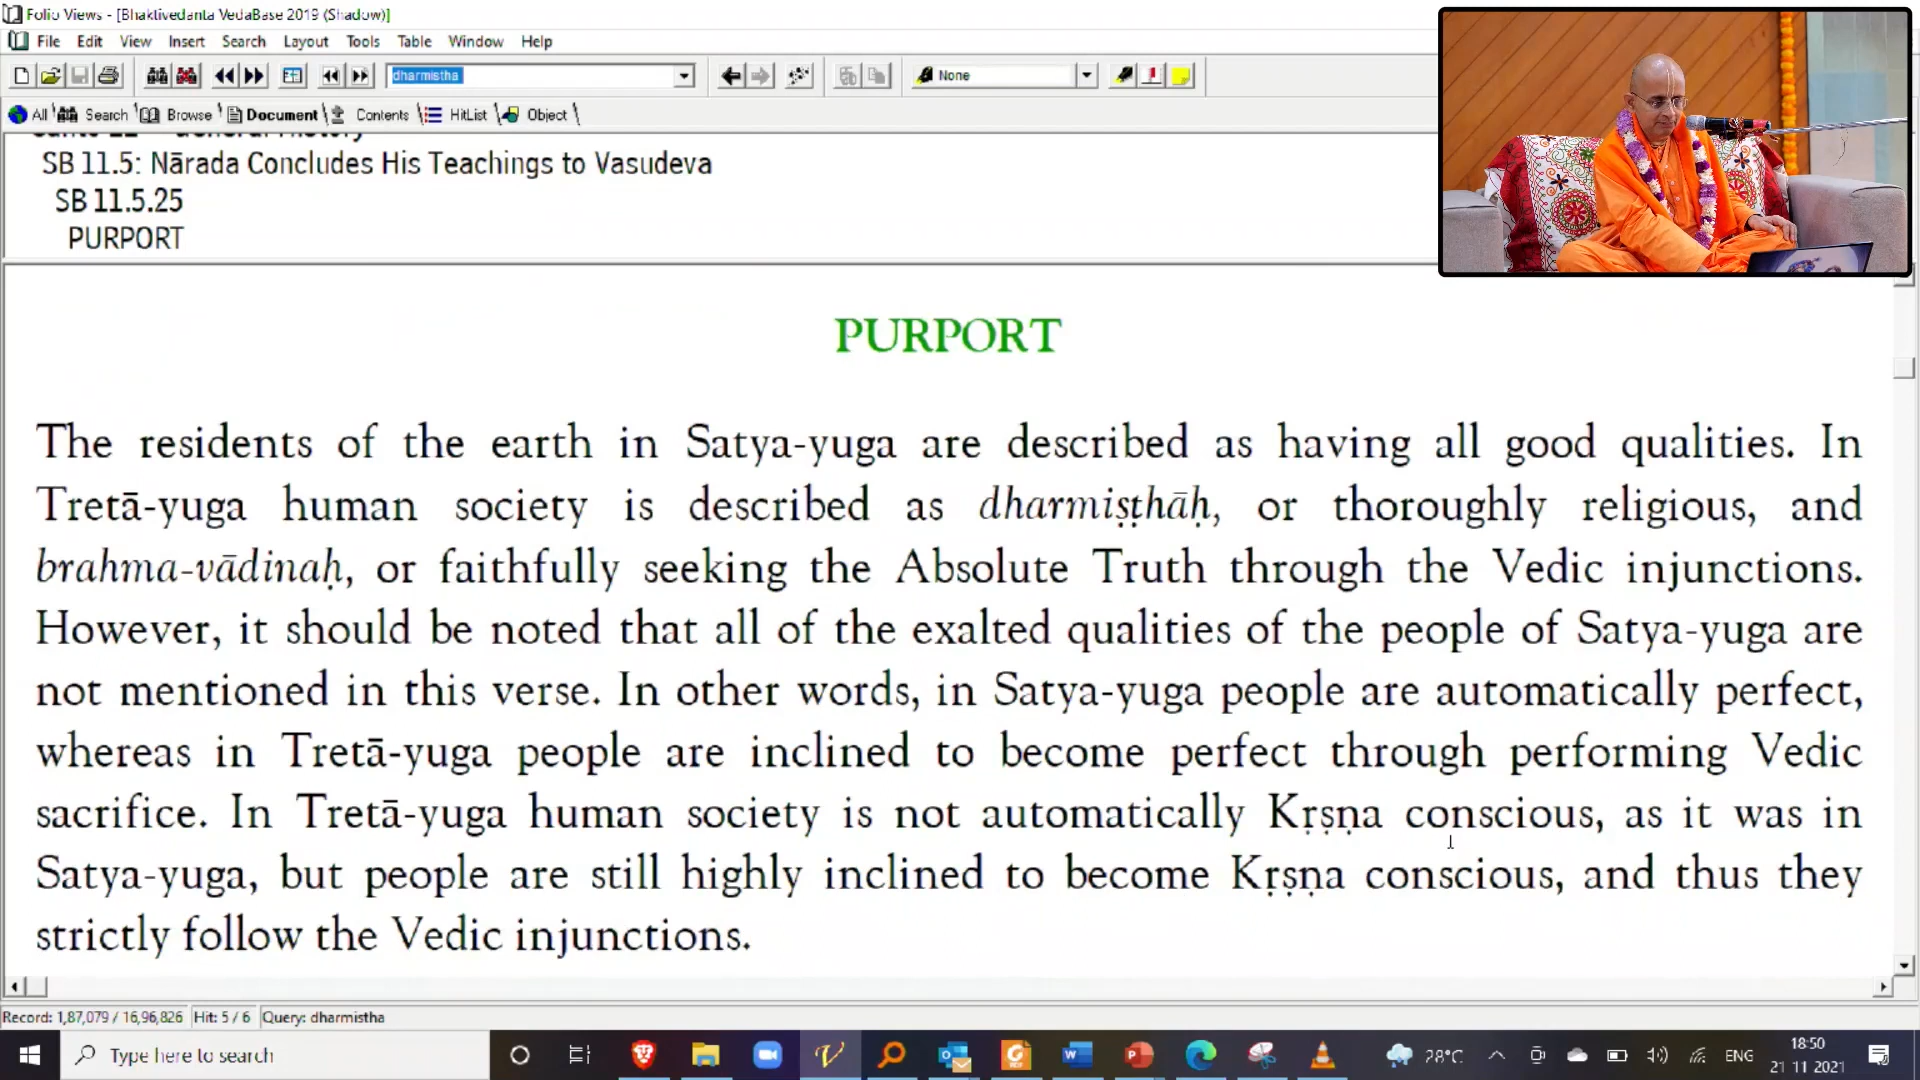 Folio Views - [Bhaktivedanta VedaBase 2019 (Shadow)]
File Edit View Insert Search Layout Tools Table Window Help
dharmistha
None
All Search Browse Document Contents HitList Object
SB 11.5: Nārada Concludes His Teachings to Vasudeva
SB 11.5.25
PURPORT
PURPORT
The residents of the earth in Satya-yuga are described as having all good qualities. In
Tretā-yuga human society is described as dharmiṣṭhāḥ, or thoroughly religious, and
brahma-vādinaḥ, or faithfully seeking the Absolute Truth through the Vedic injunctions.
However, it should be noted that all of the exalted qualities of the people of Satya-yuga are
not mentioned in this verse. In other words, in Satya-yuga people are automatically perfect,
whereas in Tretā-yuga people are inclined to become perfect through performing Vedic
sacrifice. In Tretā-yuga human society is not automatically Kṛṣṇa conscious, as it was in
Satya-yuga, but people are still highly inclined to become Kṛṣṇa conscious, and thus they
strictly follow the Vedic injunctions.
Record: 1,87,079 / 16,96,826 Hit: 5 / 6 Query: dharmistha
Type here to search
28°C
ENG
18:50
21-11-2021